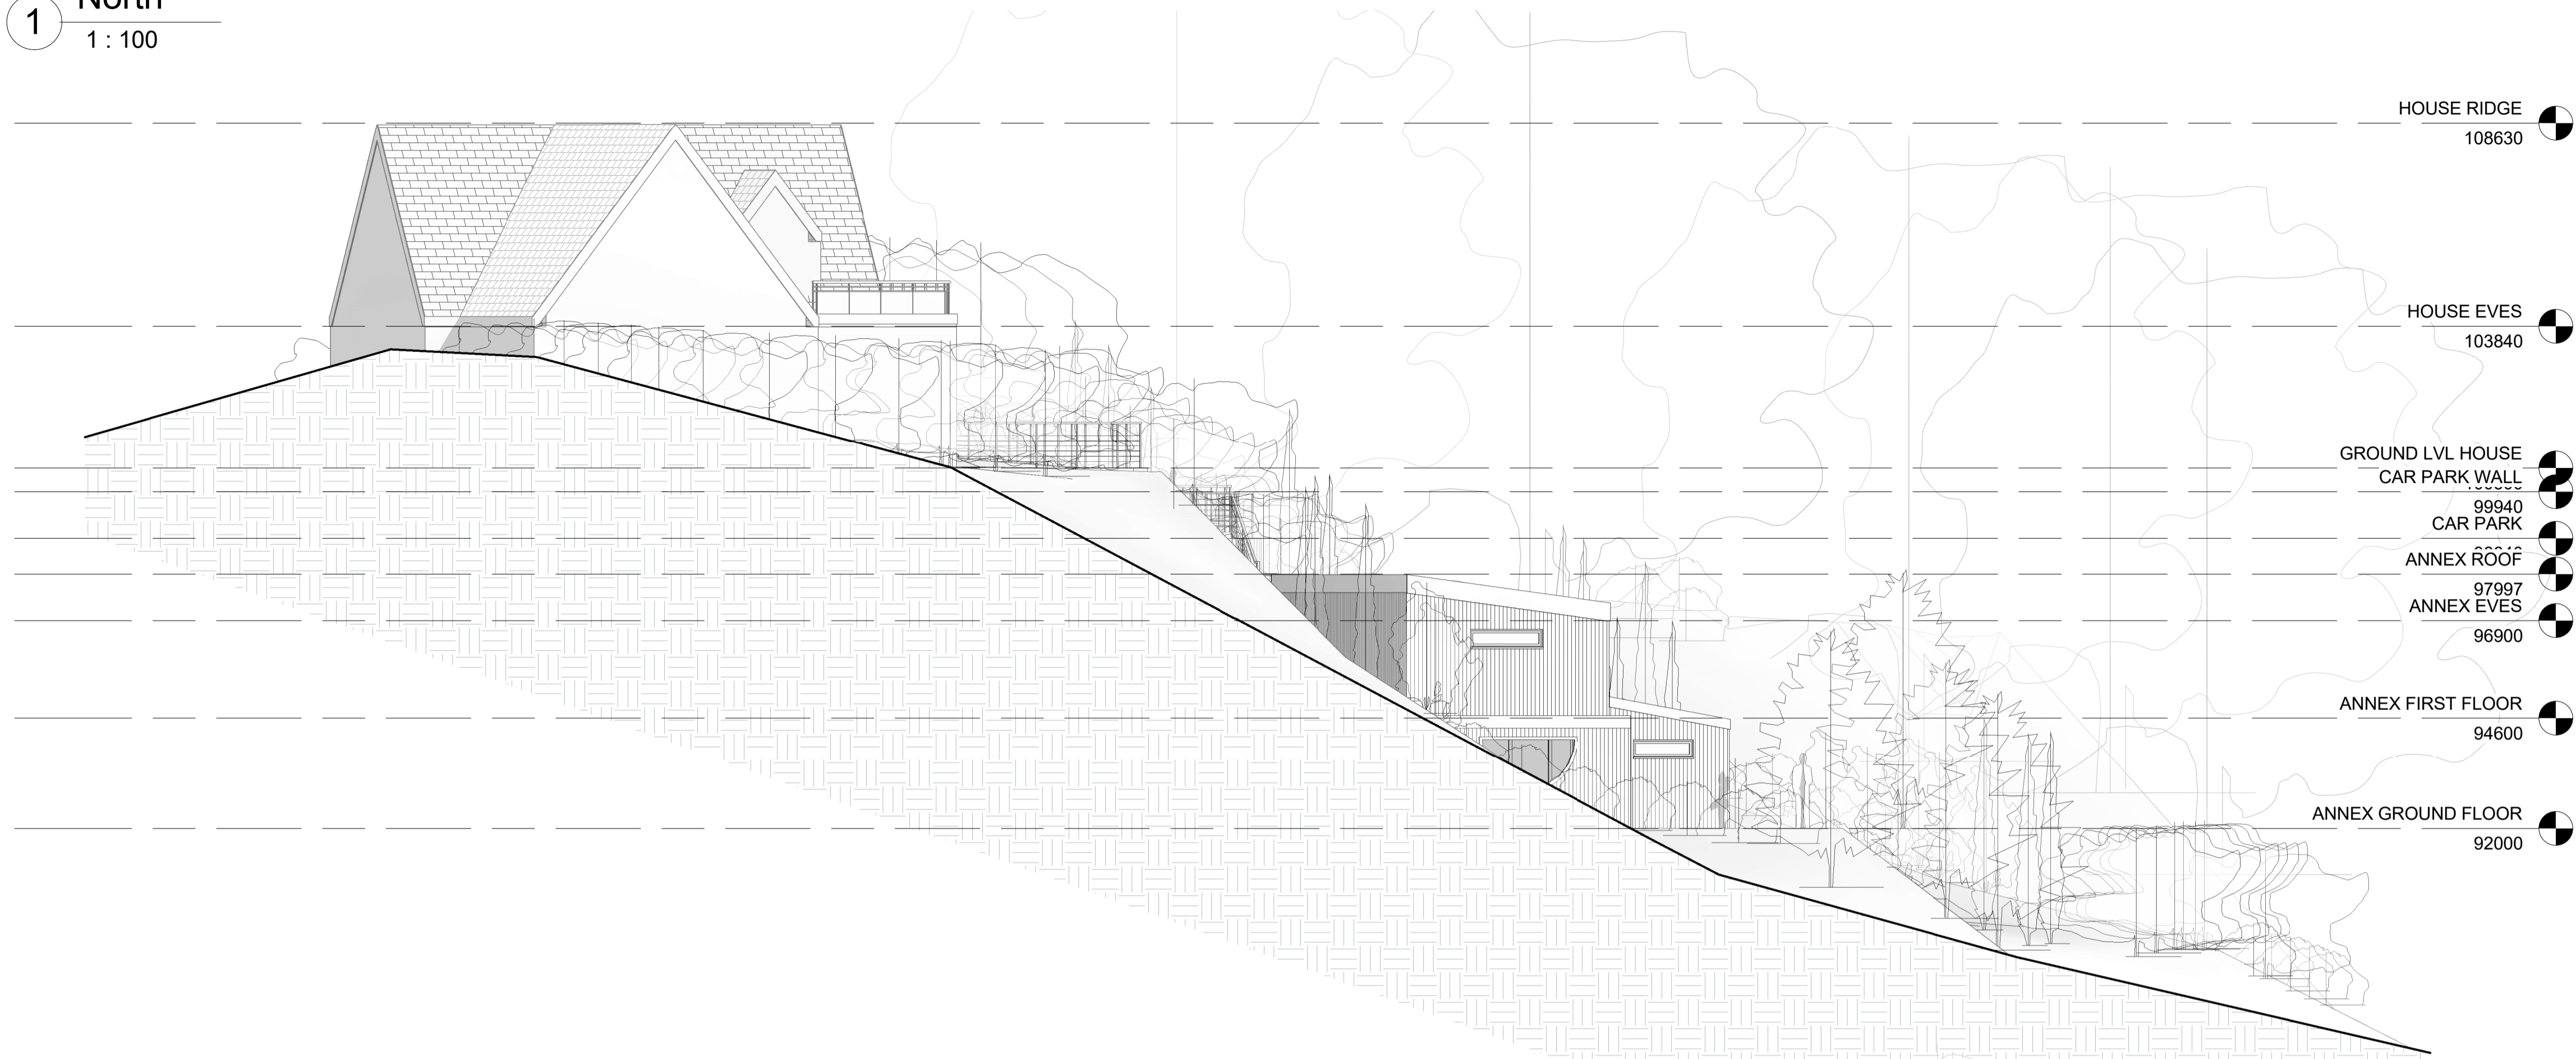 1
North
1 : 100
HOUSE RIDGE
108630
HOUSE EVES
103840
GROUND LVL HOUSE
CAR PARK WALL
99940
CAR PARK
ANNEX ROOF
97997
ANNEX EVES
96900
ANNEX FIRST FLOOR
94600
ANNEX GROUND FLOOR
92000